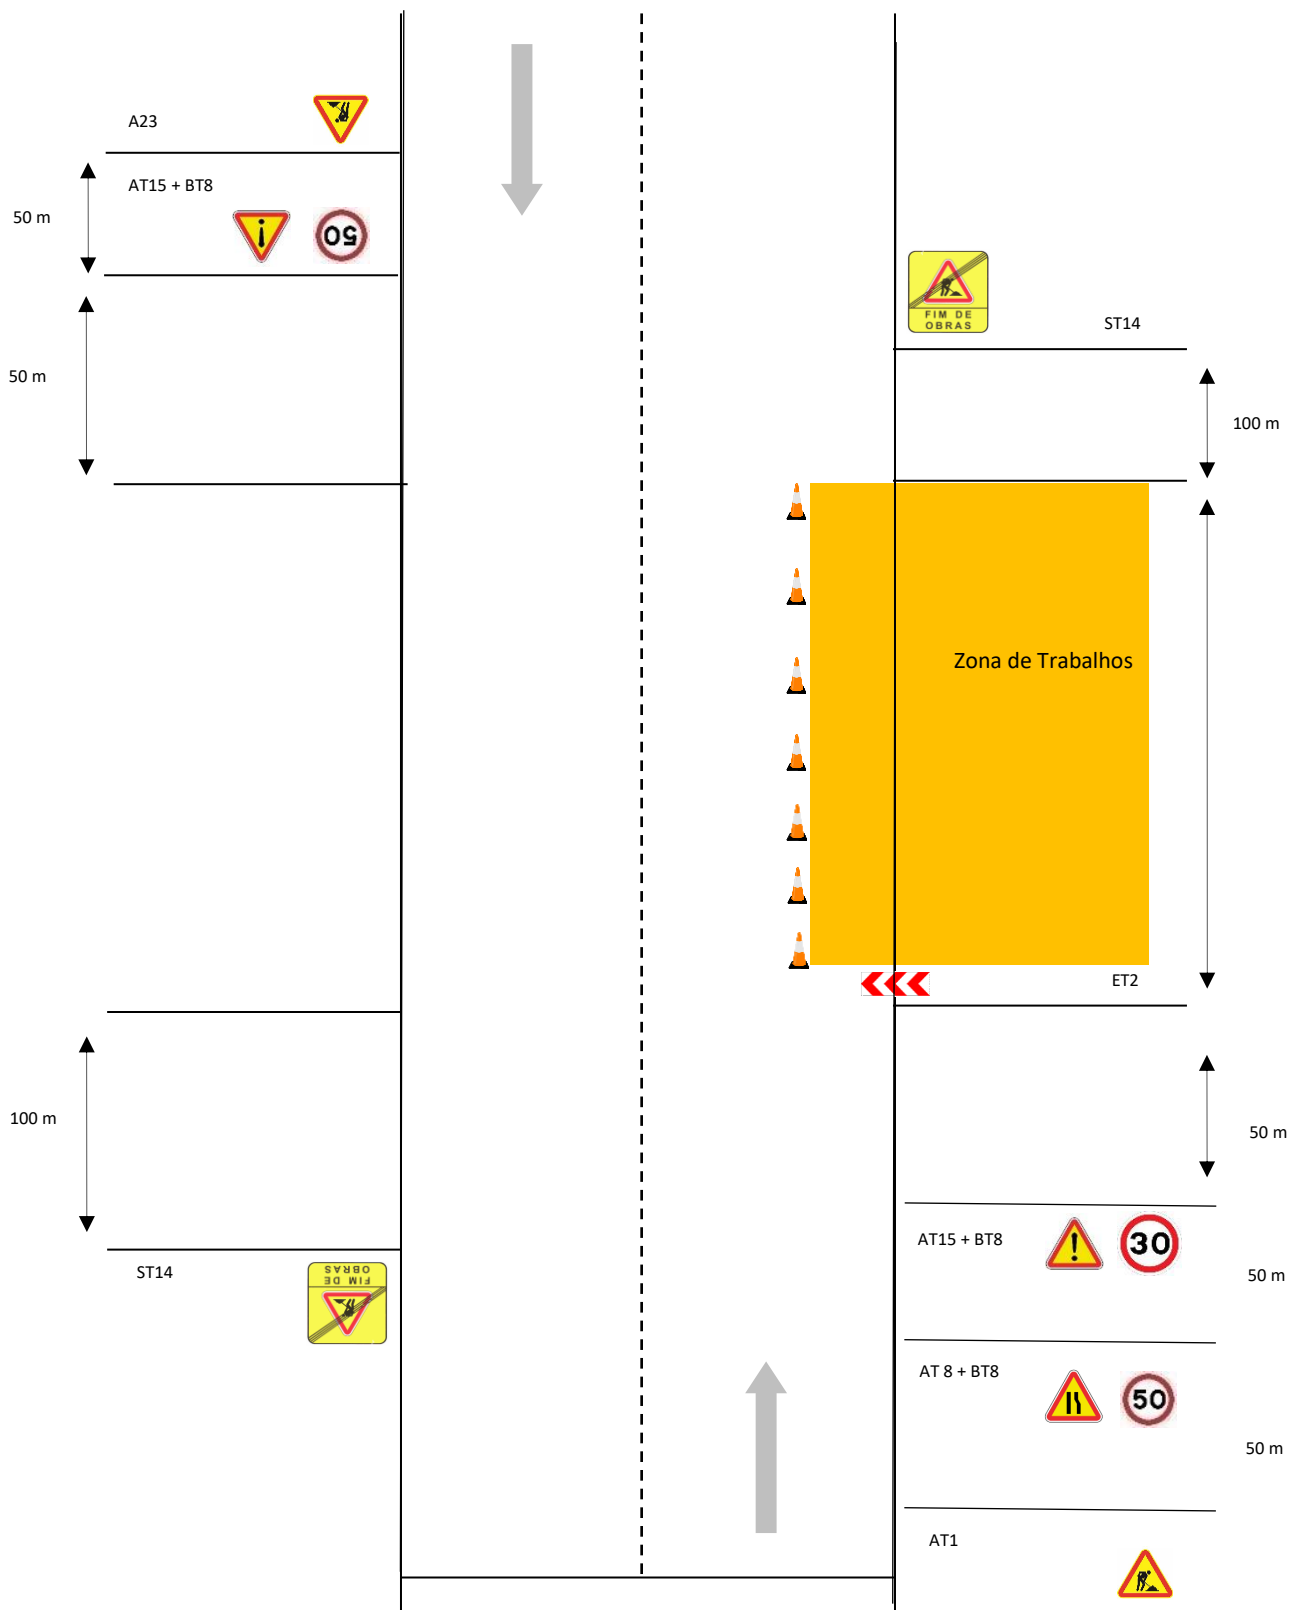 A23
AT15 + BT8
50 m
50
50 m
FIM DE
OBRAS
ST14
100 m
Zona de Trabalhos
ET2
100 m
50 m
ST14
FIM DE
OBRAS
AT15 + BT8
30
50 m
AT 8 + BT8
50
50 m
AT1